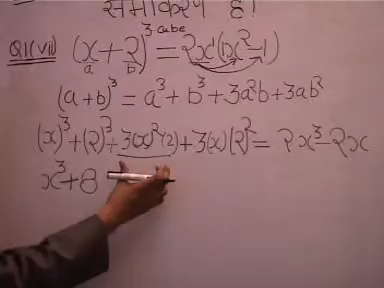 समीकरण है।
Q1(vii) (x+2)³ = 2x(x²-1)
cube
a b
(a+b)³ = a³+b³+3a²b+3ab²
(x)³+(2)³+3(x)²(2)+3(x)(2)² = 2x³-2x
x³+8